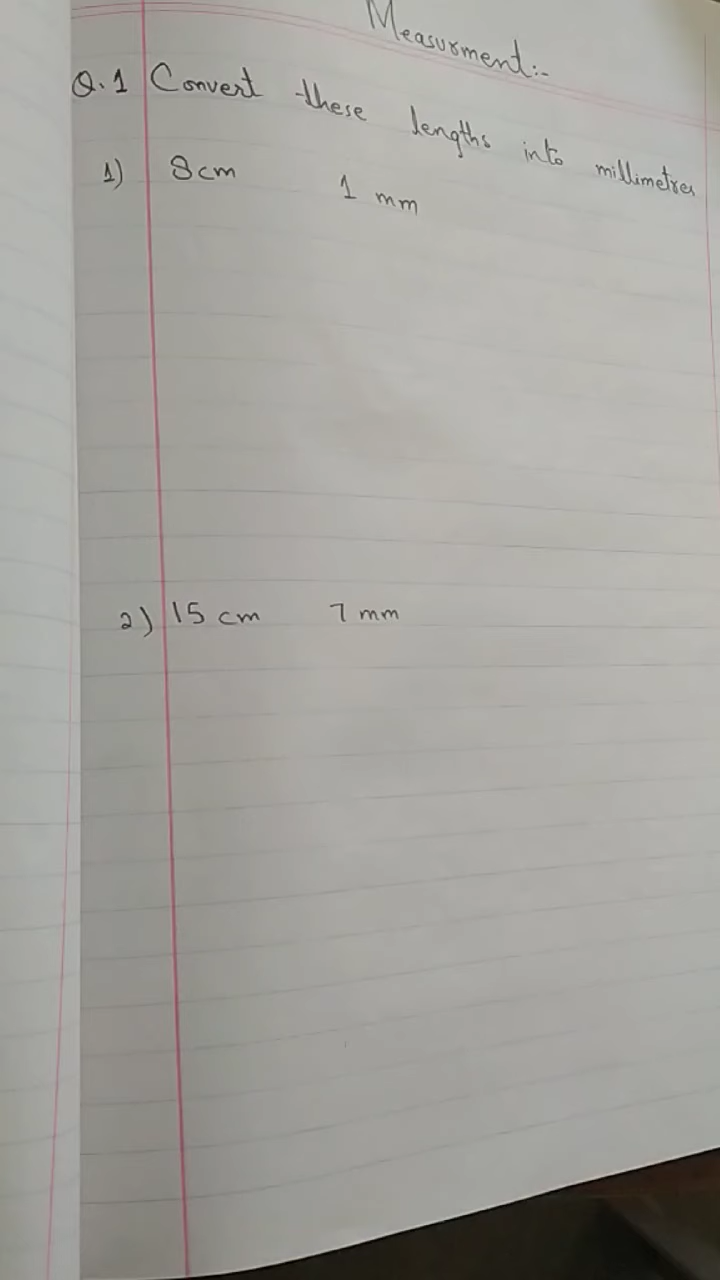 Measurment:-
Q.1 Convert these lengths into millimetres
1) 8cm 1 mm
2) 15 cm 7 mm